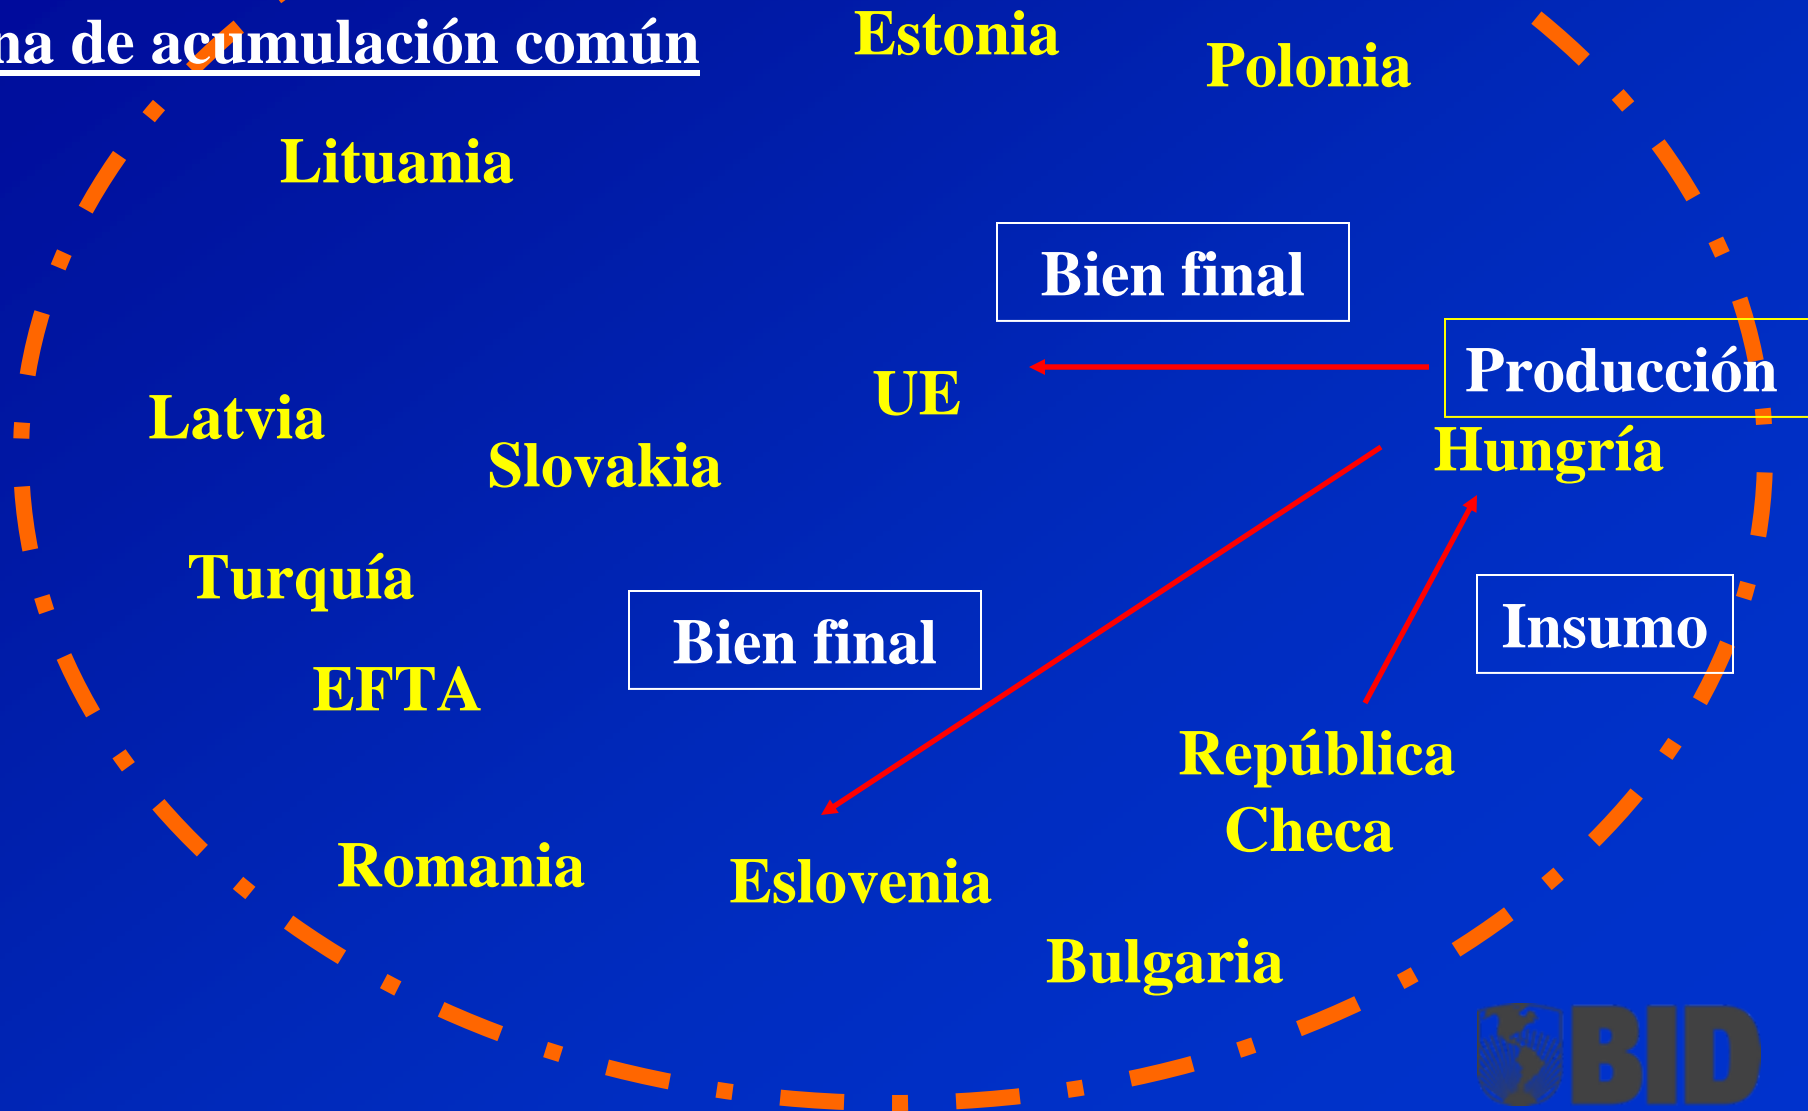 de acumulación común
Estonia
Polonia
Lituania
Bien final
Producción
UE
Latvia
Hungría
Slovakia
Turquía
Insumo
Bien final
EFTA
República
Checa
Romania
Eslovenia
Bulgaria
BID